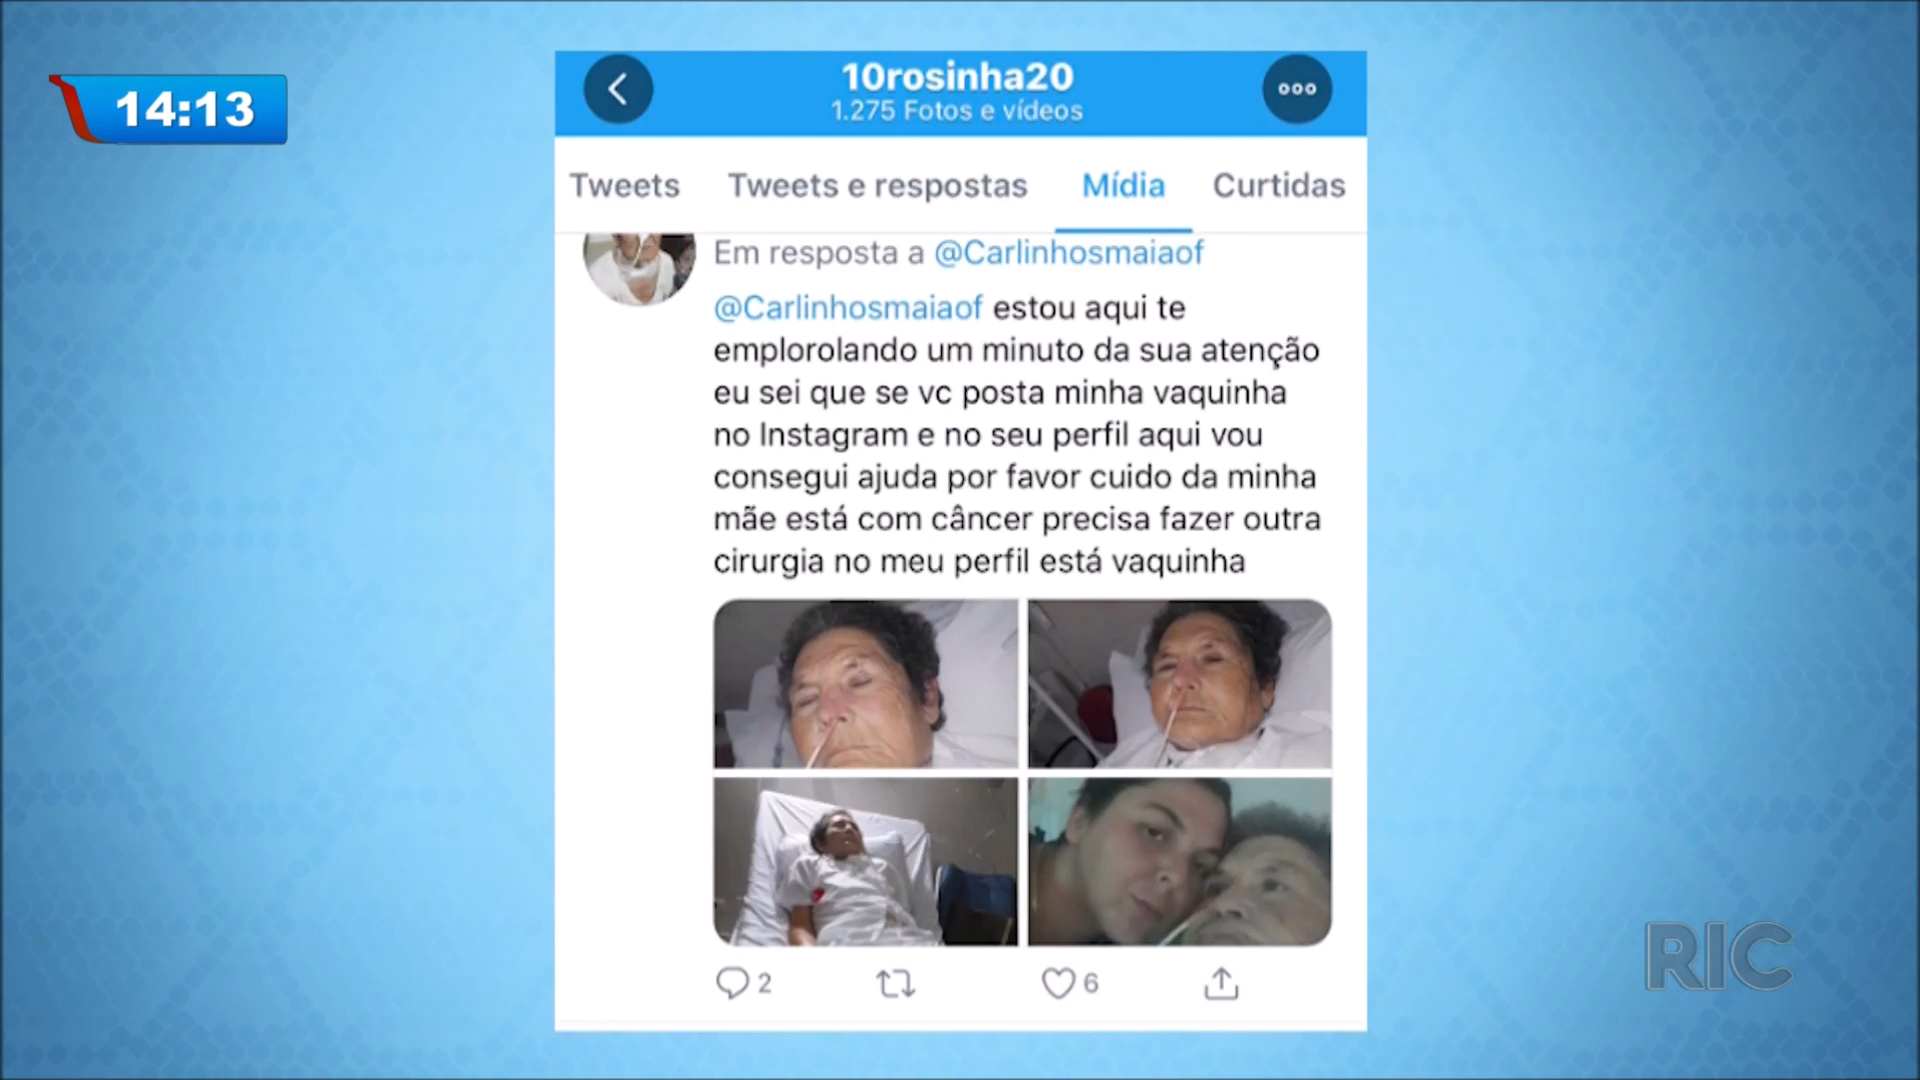 14:13
10rosinha20
1.275 Fotos e vídeos
Tweets
Tweets e respostas
Mídia
Curtidas
Em resposta a @Carlinhosmaiaof
@Carlinhosmaiaof estou aqui te
emplorolando um minuto da sua atenção
eu sei que se vc posta minha vaquinha
no Instagram e no seu perfil aqui vou
consegui ajuda por favor cuido da minha
mãe está com câncer precisa fazer outra
cirurgia no meu perfil está vaquinha
2
6
RIC